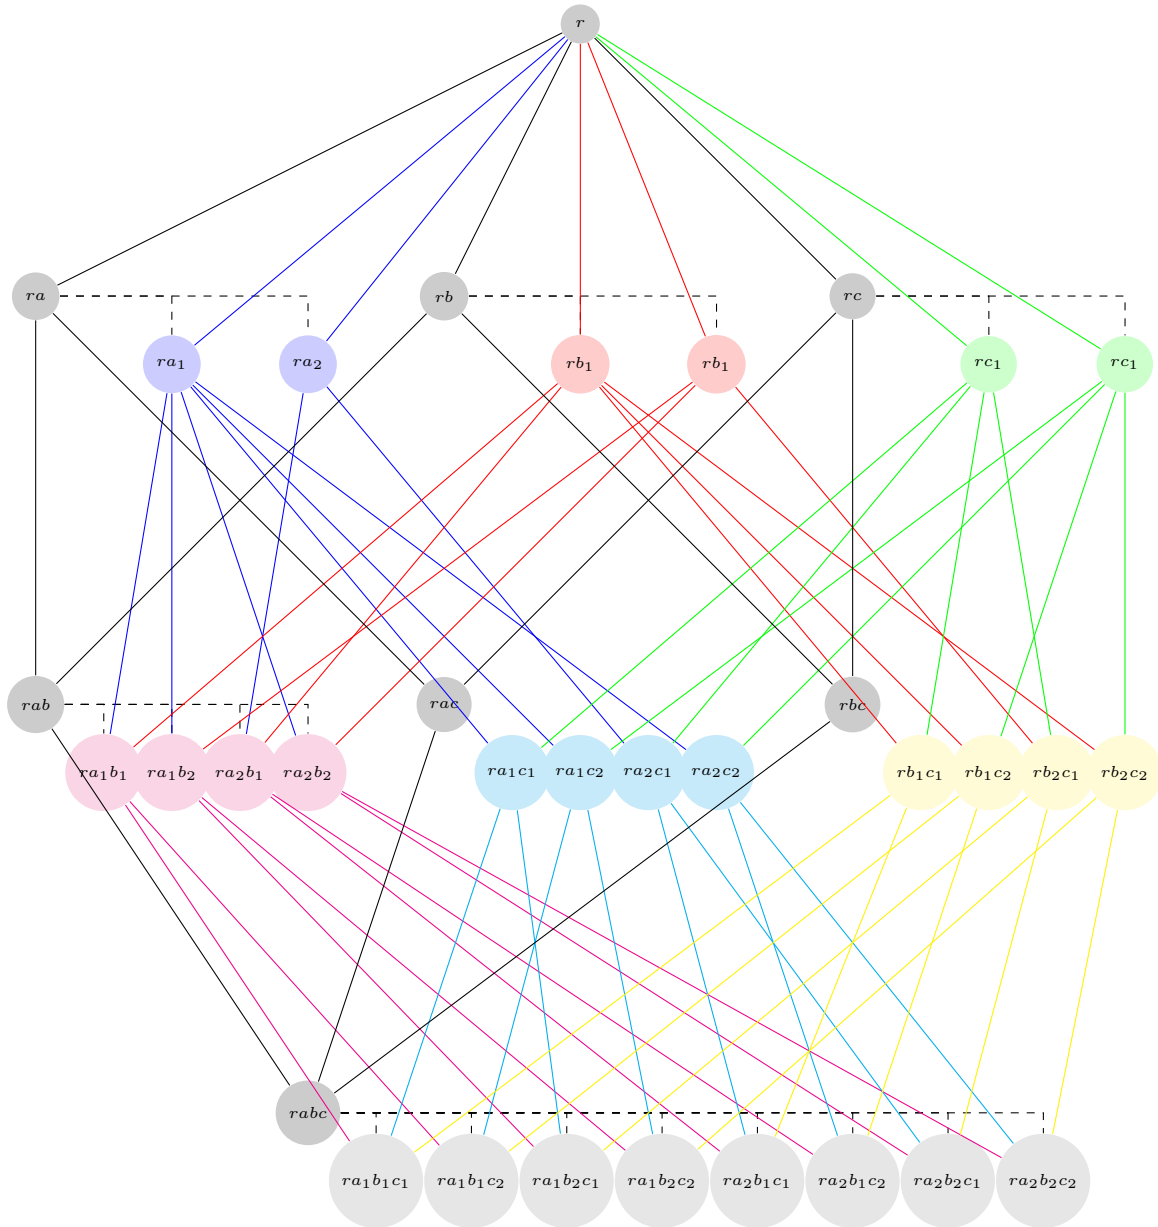 r
ra rb rc
ra₁ ra₂ rb₁ rb₁ rc₁ rc₁
rab rac rbc
ra₁b₁ ra₁b₂ ra₂b₁ ra₂b₂ ra₁c₁ ra₁c₂ ra₂c₁ ra₂c₂ rb₁c₁ rb₁c₂ rb₂c₁ rb₂c₂
rabc
ra₁b₁c₁ ra₁b₁c₂ ra₁b₂c₁ ra₁b₂c₂ ra₂b₁c₁ ra₂b₁c₂ ra₂b₂c₁ ra₂b₂c₂